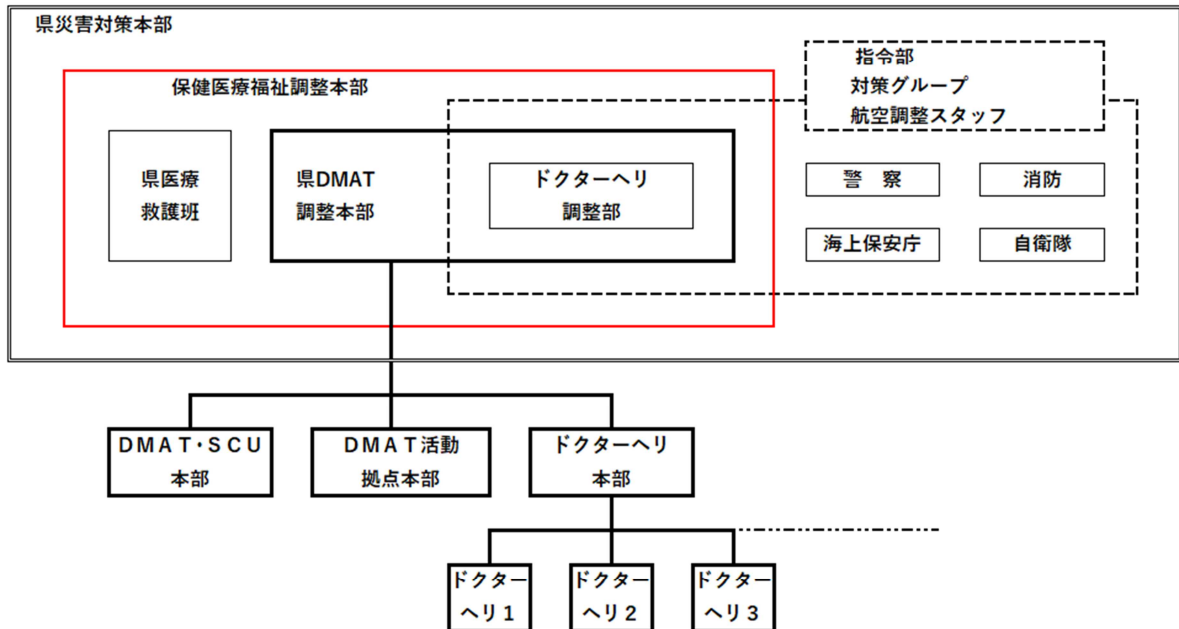 県災害対策本部
指令部
対策グループ
航空調整スタッフ
保健医療福祉調整本部
県医療
救護班
県DMAT
調整本部
ドクターヘリ
調整部
警　察
消防
海上保安庁
自衛隊
ＤＭＡＴ・ＳＣＵ
本部
ＤＭＡＴ活動
拠点本部
ドクターヘリ
本部
ドクター
ヘリ１
ドクター
ヘリ２
ドクター
ヘリ３